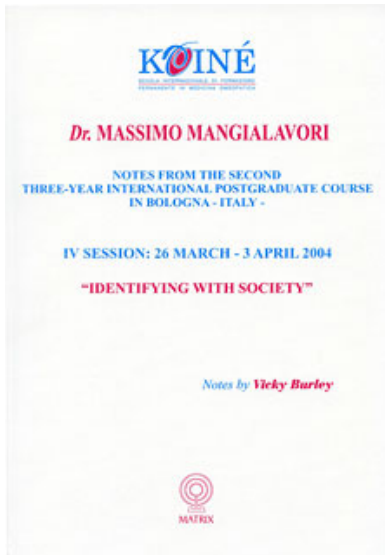 KOINÉ
SCUOLA INTERNAZIONALE DI FORMAZIONE
PERMANENTE IN MEDICINA OMEOPATICA
Dr. MASSIMO MANGIALAVORI
NOTES FROM THE SECOND
THREE-YEAR INTERNATIONAL POSTGRADUATE COURSE
IN BOLOGNA - ITALY -
IV SESSION: 26 MARCH - 3 APRIL 2004
“IDENTIFYING WITH SOCIETY”
Notes by Vicky Burley
MATRIX